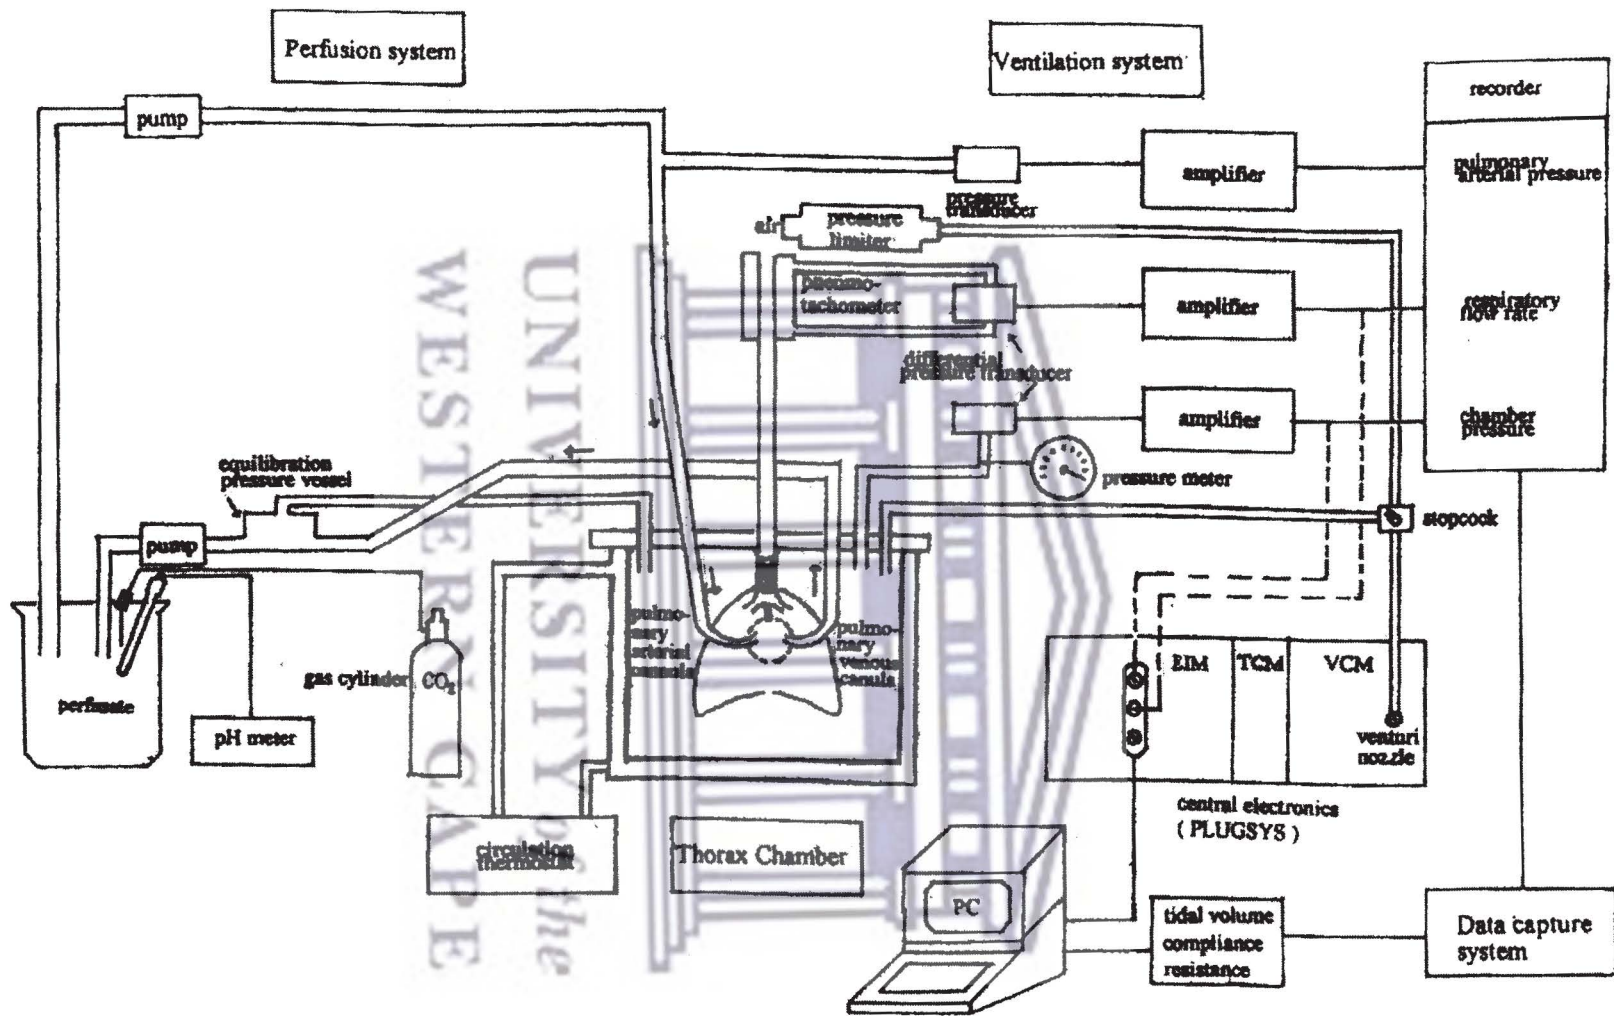 Perfusion system
Ventilation system
pump
recorder
amplifier
pulmonary
arterial pressure
pressure
transducer
air
pressure
limiter
pneumo-
tachometer
amplifier
respiratory
flow rate
differential
pressure transducer
amplifier
chamber
pressure
equilibration
pressure vessel
pressure meter
stopcock
pump
pulmo-
nary
arterial
cannula
pulmo-
nary
venous
canula
EIM
TCM
VCM
gas cylinder
CO₂
perfusate
pH meter
venturi
nozzle
central electronics
( PLUGSYS )
circulation
thermostat
Thorax Chamber
PC
tidal volume
compliance
resistance
Data capture
system
UNIVERSITY of the
WESTERN CAPE